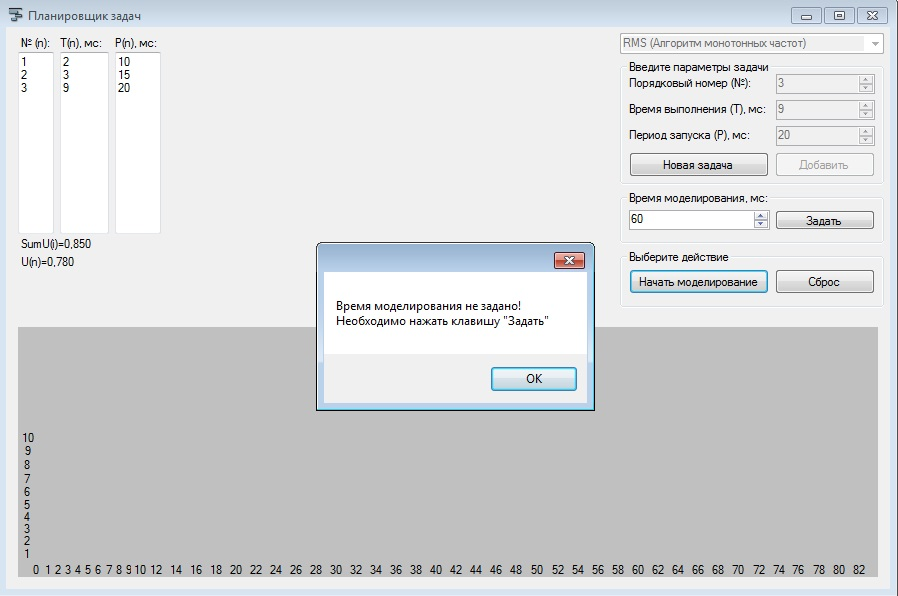 Планировщик задач
№ (n): T(n), мс: P(n), мс:
1 2 10
2 3 15
3 9 20
SumU(i)=0,850
U(n)=0,780
RMS (Алгоритм монотонных частот)
Введите параметры задачи
Порядковый номер (№): 3
Время выполнения (T), мс: 9
Период запуска (P), мс: 20
Новая задача Добавить
Время моделирования, мс:
60 Задать
Выберите действие
Начать моделирование Сброс
Время моделирования не задано!
Необходимо нажать клавишу "Задать"
OK
10
9
8
7
6
5
4
3
2
1
0 1 2 3 4 5 6 7 8 9 10 12 14 16 18 20 22 24 26 28 30 32 34 36 38 40 42 44 46 48 50 52 54 56 58 60 62 64 66 68 70 72 74 76 78 80 82